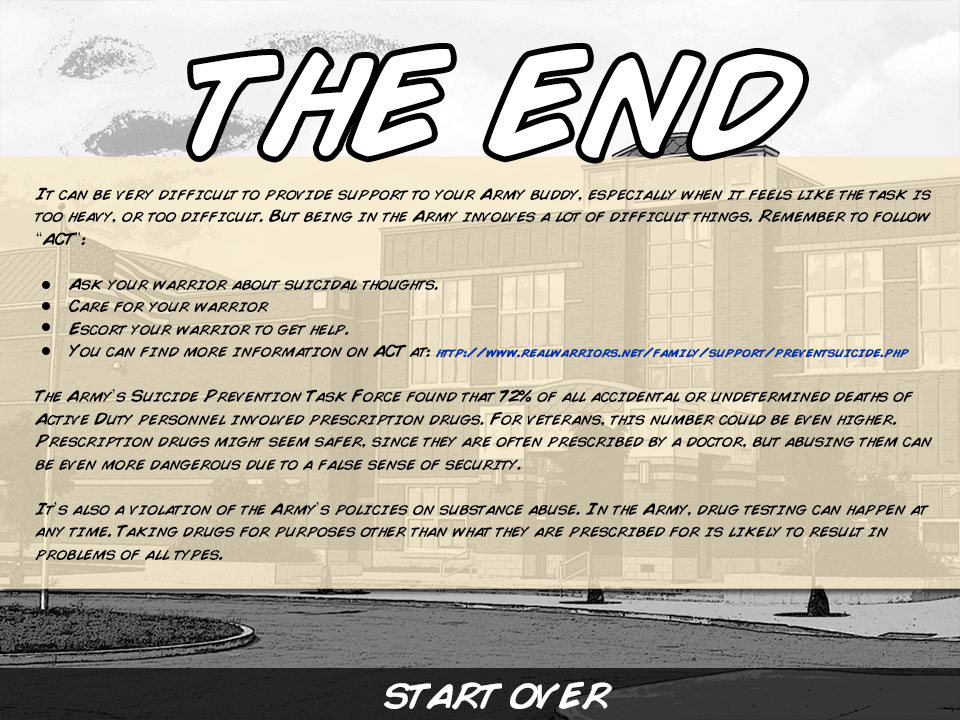 THE END
It can be very difficult to provide support to your Army buddy, especially when it feels like the task is
too heavy, or too difficult. But being in the Army involves a lot of difficult things. Remember to follow
“ACT”:
• Ask your warrior about suicidal thoughts.
• Care for your warrior
• Escort your warrior to get help.
• You can find more information on ACT at: http://www.realwarriors.net/family/support/preventsuicide.php
The Army's Suicide Prevention Task Force found that 72% of all accidental or undetermined deaths of
Active Duty personnel involved prescription drugs. For veterans, this number could be even higher.
Prescription drugs might seem safer, since they are often prescribed by a doctor, but abusing them can
be even more dangerous due to a false sense of security.
It's also a violation of the Army's policies on substance abuse. In the Army, drug testing can happen at
any time. Taking drugs for purposes other than what they are prescribed for is likely to result in
problems of all types.
START OVER